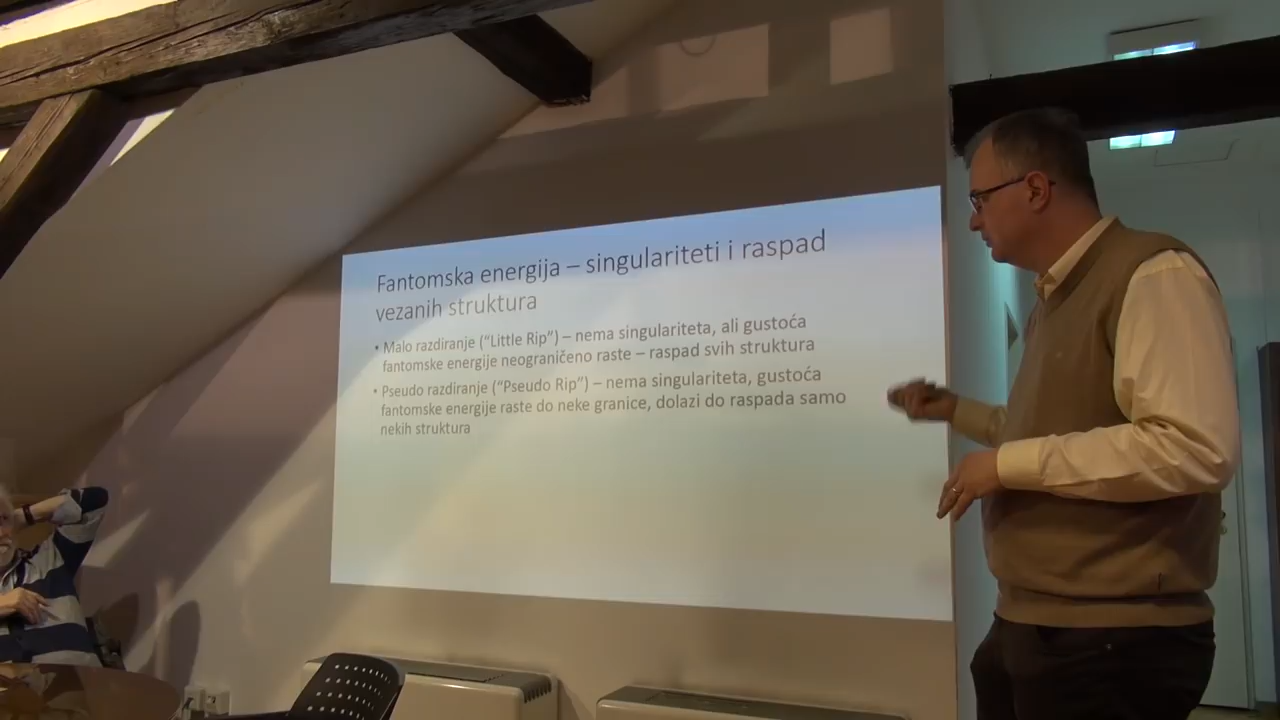 Fantomska energija – singulariteti i raspad
vezanih struktura
• Malo razdiranje (“Little Rip”) – nema singulariteta, ali gustoća
fantomske energije neograničeno raste – raspad svih struktura
• Pseudo razdiranje (“Pseudo Rip”) – nema singulariteta, gustoća
fantomske energije raste do neke granice, dolazi do raspada samo
nekih struktura